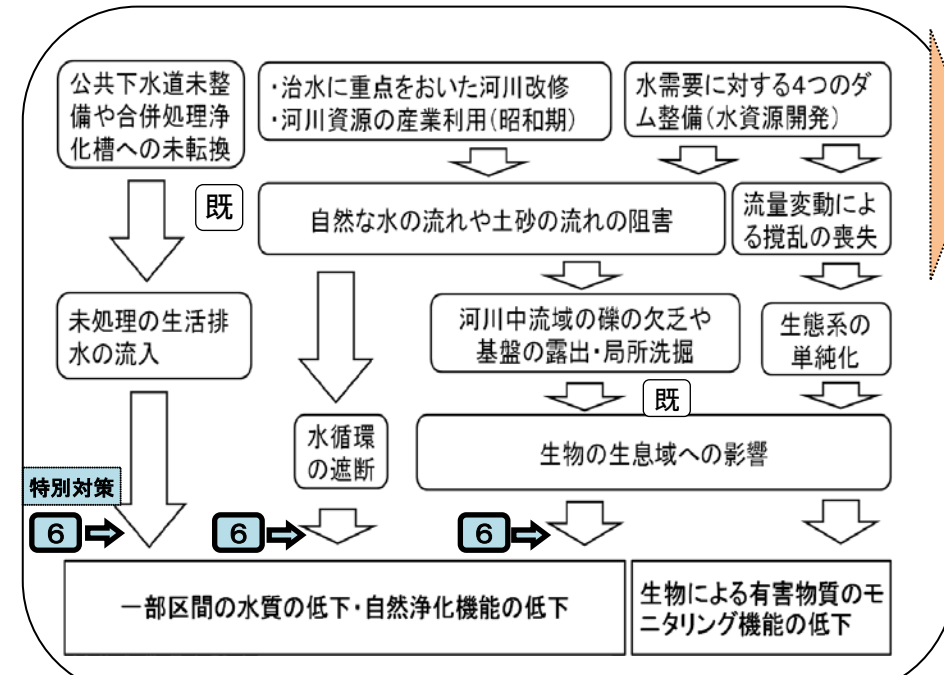 公共下水道未整
備や合併処理浄
化槽への未転換
・治水に重点をおいた河川改修
・河川資源の産業利用(昭和期)
水需要に対する4つのダ
ム整備(水資源開発)
既
自然な水の流れや土砂の流れの阻害
流量変動によ
る撹乱の喪失
未処理の生活排
水の流入
河川中流域の礫の欠乏や
基盤の露出・局所洗掘
生態系の
単純化
既
水循環
の遮断
生物の生息域への影響
特別対策
6
6
6
一部区間の水質の低下・自然浄化機能の低下
生物による有害物質のモ
ニタリング機能の低下